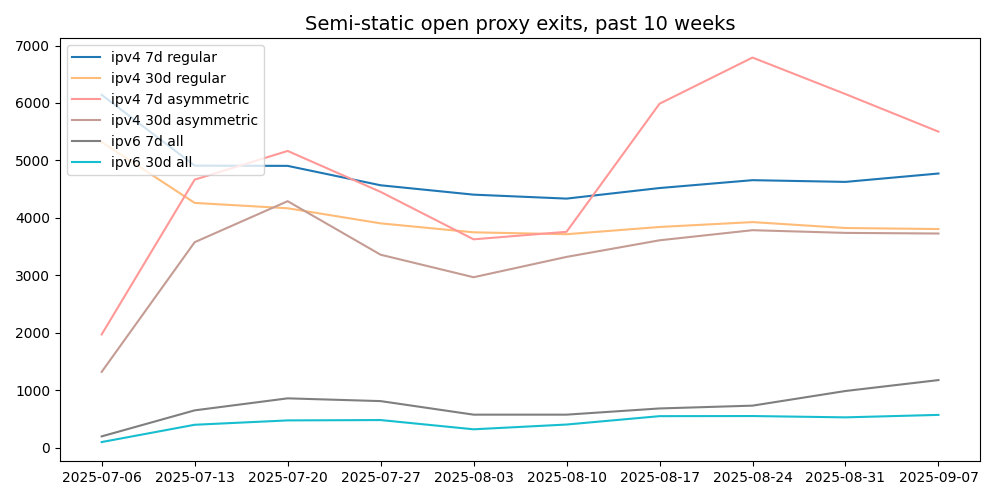 Semi-static open proxy exits, past 10 weeks
7000
6000
5000
4000
3000
2000
1000
0
ipv4 7d regular
ipv4 30d regular
ipv4 7d asymmetric
ipv4 30d asymmetric
ipv6 7d all
ipv6 30d all
2025-07-06 2025-07-13 2025-07-20 2025-07-27 2025-08-03 2025-08-10 2025-08-17 2025-08-24 2025-08-31 2025-09-07